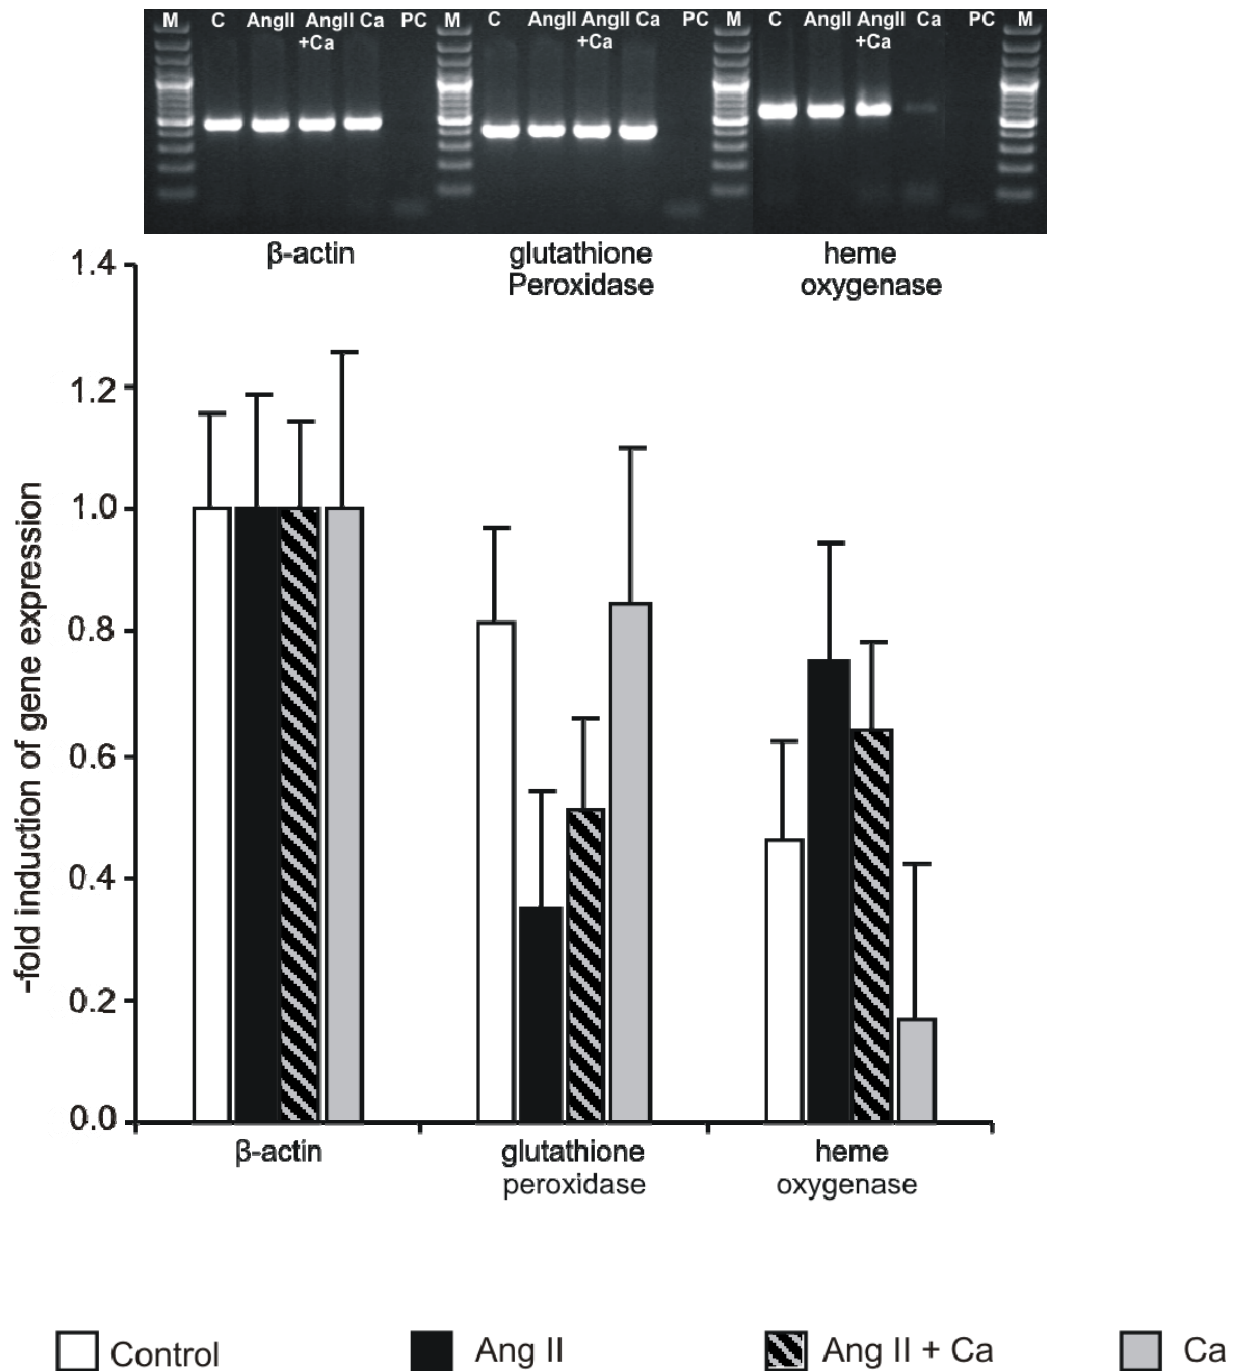 M C AngII AngII Ca PC M C AngII AngII Ca PC M C AngII AngII Ca PC M
+Ca +Ca +Ca
β-actin glutathione heme
Peroxidase oxygenase
-fold induction of gene expression
1.4
1.2
1.0
0.8
0.6
0.4
0.2
0.0
β-actin glutathione heme
peroxidase oxygenase
Control Ang II Ang II + Ca Ca